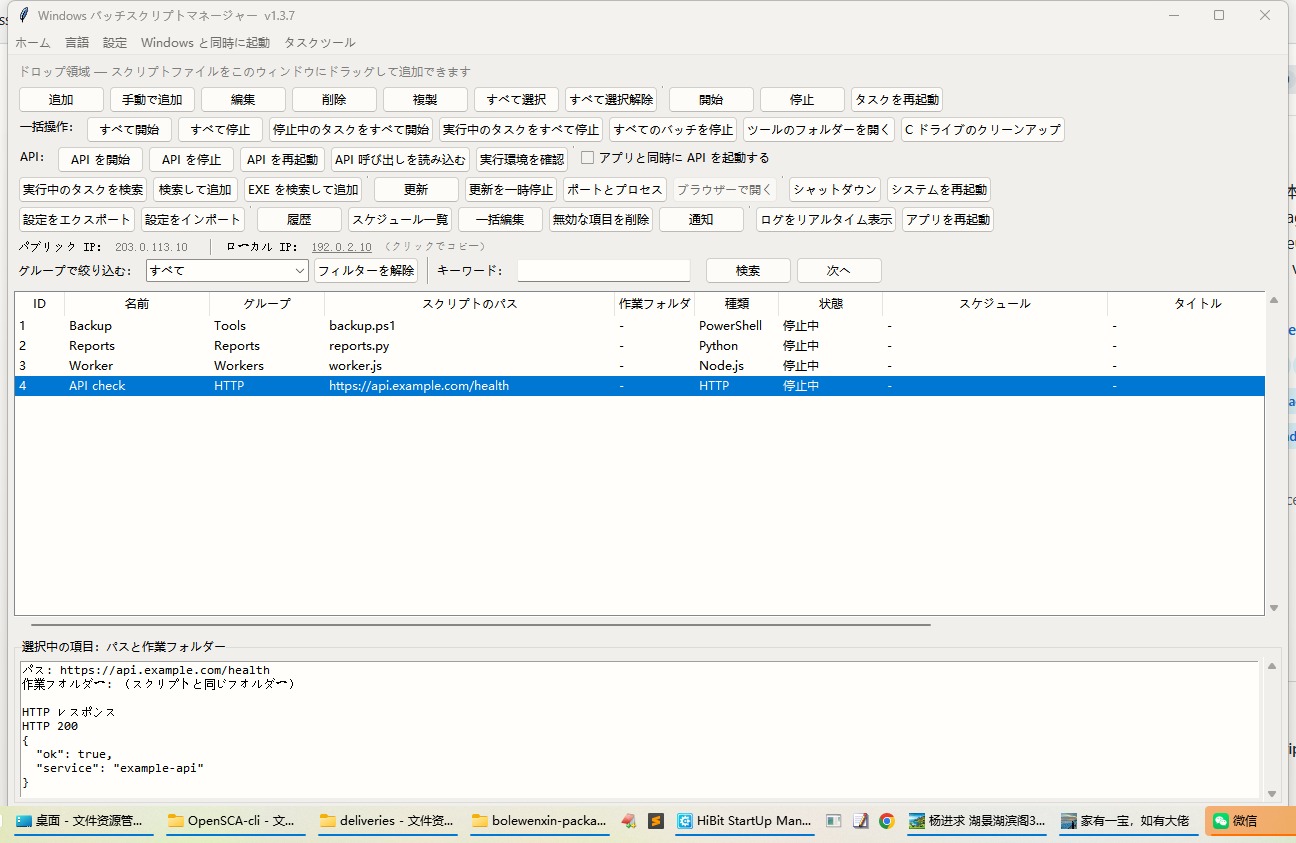 Windows バッチスクリプトマネージャー v1.3.7
ホーム 言語 設定 Windows と同時に起動 タスクツール
ドロップ領域 — スクリプトファイルをこのウィンドウにドラッグして追加できます
追加 手動で追加 編集 削除 複製 すべて選択 すべて選択解除 開始 停止 タスクを再起動
一括操作: すべて開始 すべて停止 停止中のタスクをすべて開始 実行中のタスクをすべて停止 すべてのバッチを停止 ツールのフォルダーを開く C ドライブのクリーンアップ
API: API を開始 API を停止 API を再起動 API 呼び出しを読み込む 実行環境を確認 アプリと同時に API を起動する
実行中のタスクを検索 検索して追加 EXE を検索して追加 更新 更新を一時停止 ポートとプロセス ブラウザーで開く シャットダウン システムを再起動
設定をエクスポート 設定をインポート 履歴 スケジュール一覧 一括編集 無効な項目を削除 通知 ログをリアルタイム表示 アプリを再起動
パブリック IP: 203.0.113.10 ローカル IP: 192.0.2.10 (クリックでコピー)
グループで絞り込む: すべて フィルターを解除 キーワード: 検索 次へ
ID 名前 グループ スクリプトのパス 作業フォルダ 種類 状態 スケジュール タイトル
1 Backup Tools backup.ps1 - PowerShell 停止中 - -
2 Reports Reports reports.py - Python 停止中 - -
3 Worker Workers worker.js - Node.js 停止中 - -
4 API check HTTP https://api.example.com/health - HTTP 停止中 - -
選択中の項目: パスと作業フォルダー
パス: https://api.example.com/health
作業フォルダー: (スクリプトと同じフォルダー)
HTTP レスポンス
HTTP 200
{
"ok": true,
"service": "example-api"
}
桌面 - 文件资源管... OpenSCA-cli - 文... deliveries - 文件资... bolewenxin-packa... HiBit StartUp Man... 杨进求 湖景湖滨阁3... 家有一宝，如有大佬 微信